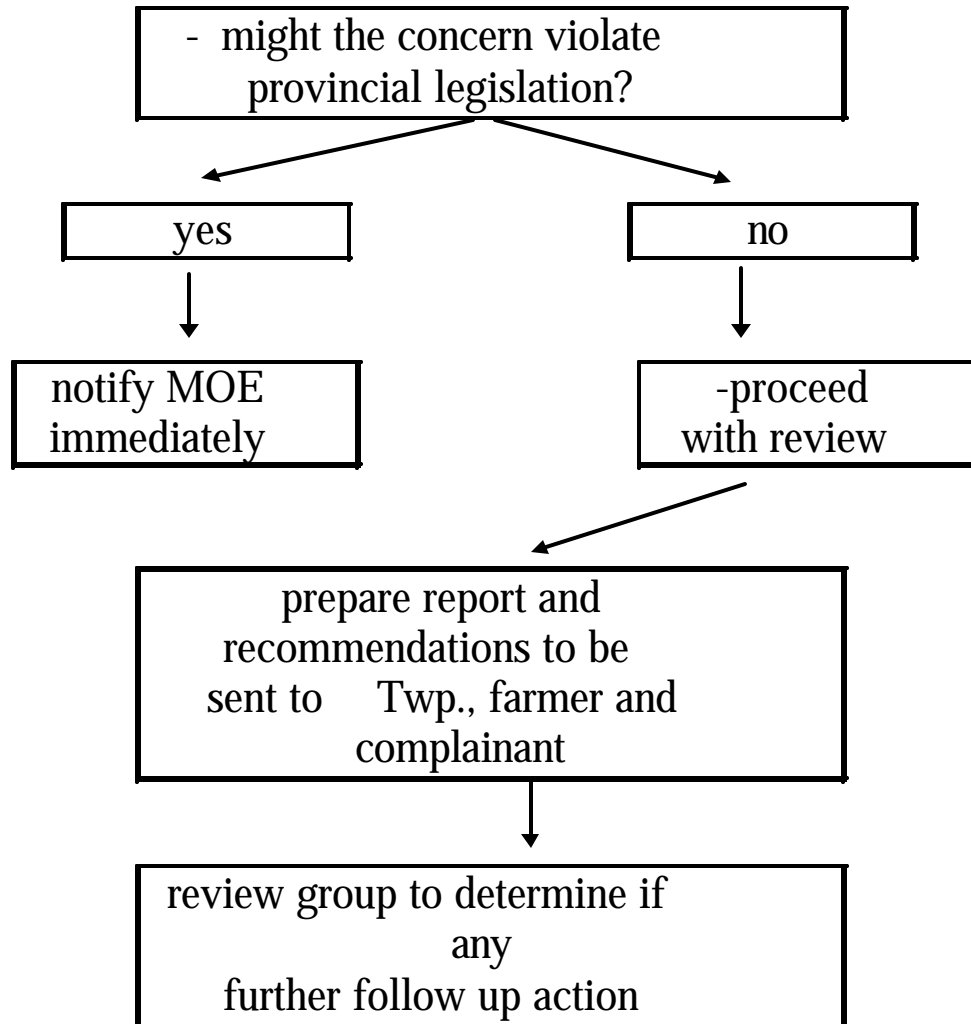 - might the concern violate
provincial legislation?
yes
no
notify MOE
immediately
-proceed
with review
prepare report and
recommendations to be
sent to Twp., farmer and
complainant
review group to determine if
any
further follow up action